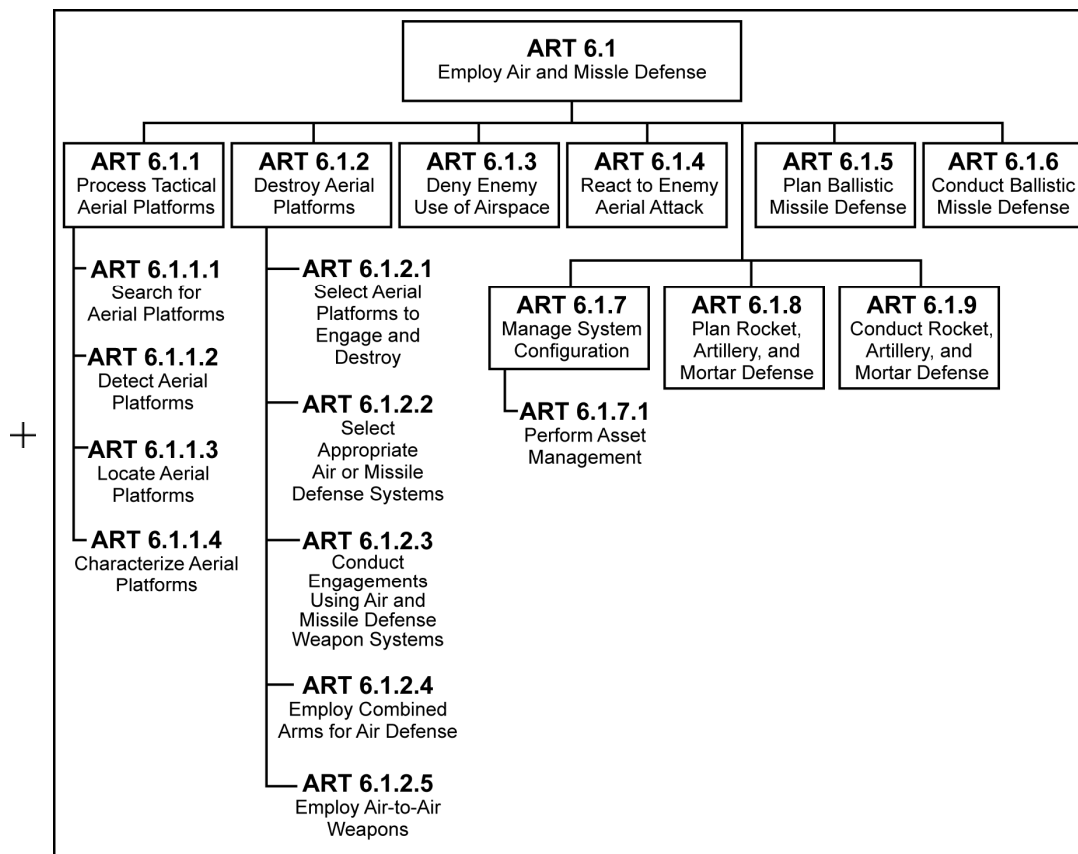 ART 6.1
Employ Air and Missle Defense
ART 6.1.1
Process Tactical
Aerial Platforms
ART 6.1.2
Destroy Aerial
Platforms
ART 6.1.3
Deny Enemy
Use of Airspace
ART 6.1.4
React to Enemy
Aerial Attack
ART 6.1.5
Plan Ballistic
Missile Defense
ART 6.1.6
Conduct Ballistic
Missle Defense
ART 6.1.1.1
Search for
Aerial Platforms
ART 6.1.1.2
Detect Aerial
Platforms
ART 6.1.1.3
Locate Aerial
Platforms
ART 6.1.1.4
Characterize Aerial
Platforms
ART 6.1.2.1
Select Aerial
Platforms to
Engage and
Destroy
ART 6.1.2.2
Select
Appropriate
Air or Missile
Defense Systems
ART 6.1.2.3
Conduct
Engagements
Using Air and
Missile Defense
Weapon Systems
ART 6.1.2.4
Employ Combined
Arms for Air Defense
ART 6.1.2.5
Employ Air-to-Air
Weapons
ART 6.1.7
Manage System
Configuration
ART 6.1.7.1
Perform Asset
Management
ART 6.1.8
Plan Rocket,
Artillery, and
Mortar Defense
ART 6.1.9
Conduct Rocket,
Artillery, and
Mortar Defense